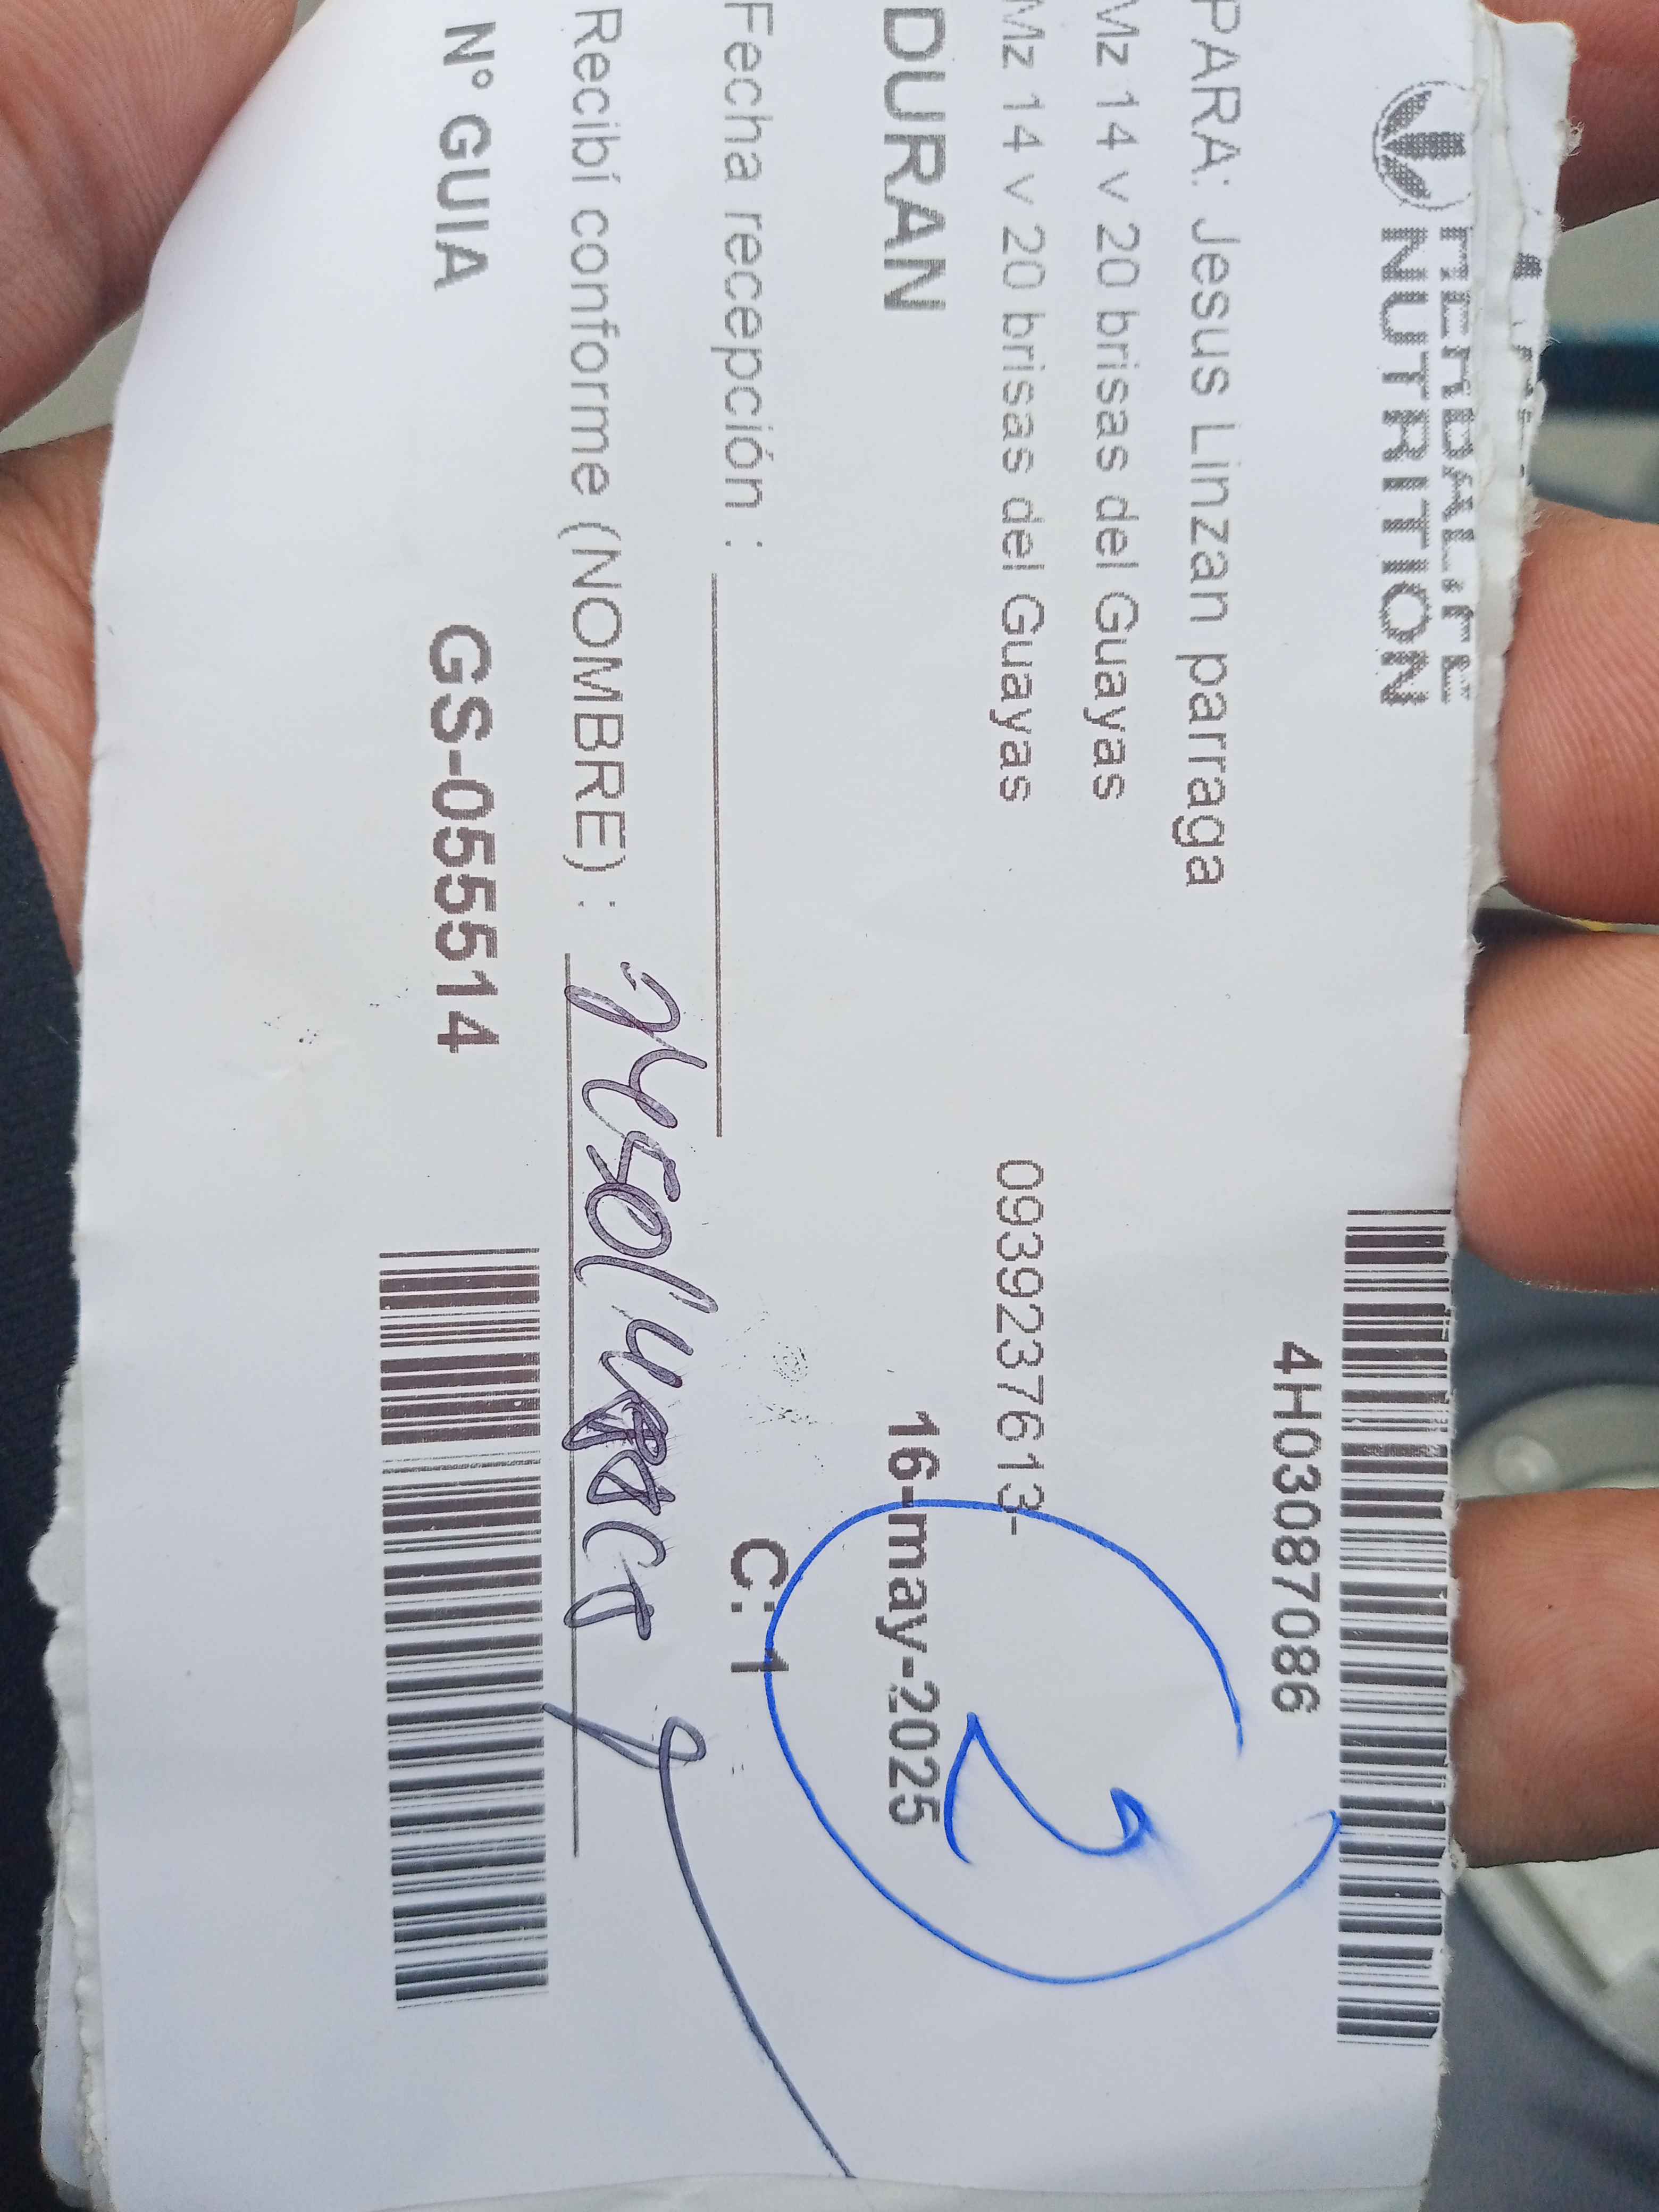 HERBALIFE
NUTRITION
4H03087086
PARA: Jesus Linzan parraga
Mz 14 v 20 brisas del Guayas
Mz 14 v 20 brisas del Guayas 0939237613-
DURAN 16-may-2025
2
Fecha recepción : C: 1
Recibí conforme (NOMBRE) :
N° GUIA GS-055514